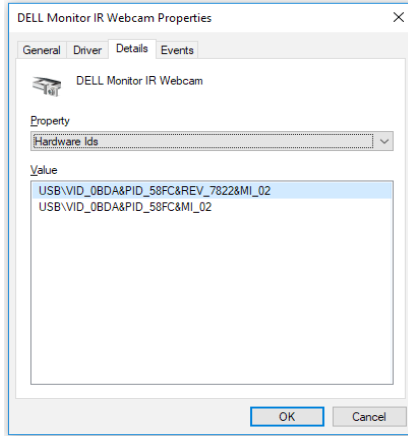 DELL Monitor IR Webcam Properties
General Driver Details Events
DELL Monitor IR Webcam
Property
Hardware Ids
Value
USB\VID_0BDA&PID_58FC&REV_7822&MI_02
USB\VID_0BDA&PID_58FC&MI_02
OK Cancel